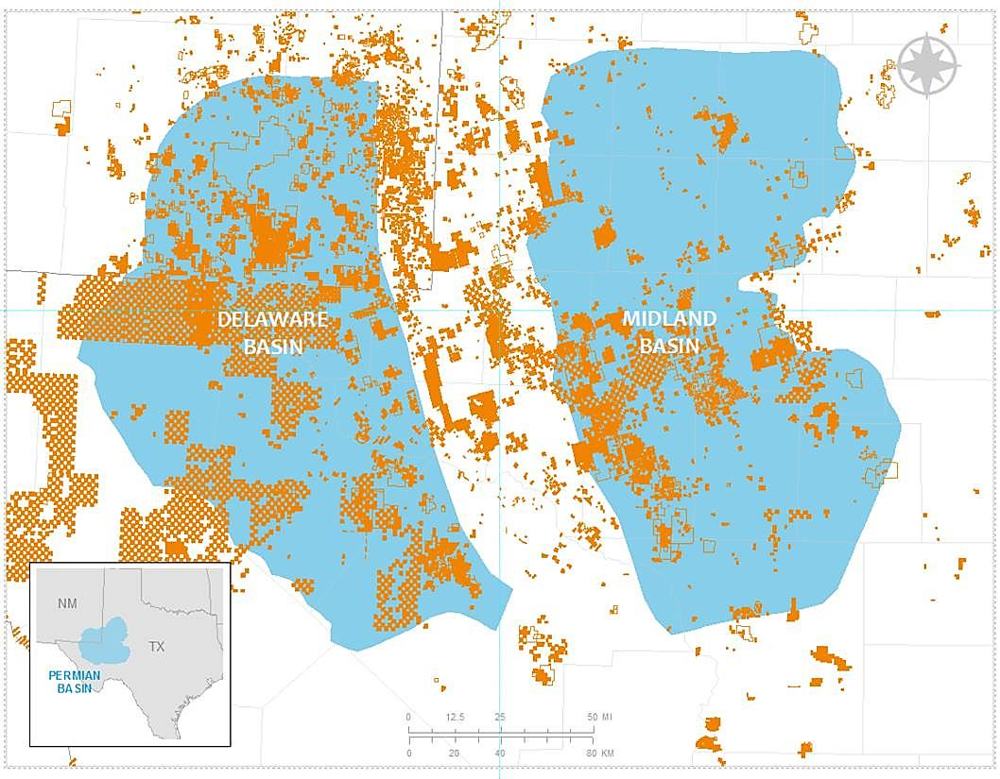 DELAWARE
BASIN
MIDLAND
BASIN
NM
TX
PERMIAN
BASIN
0 12.5 25 50 MI
0 20 40 80 KM